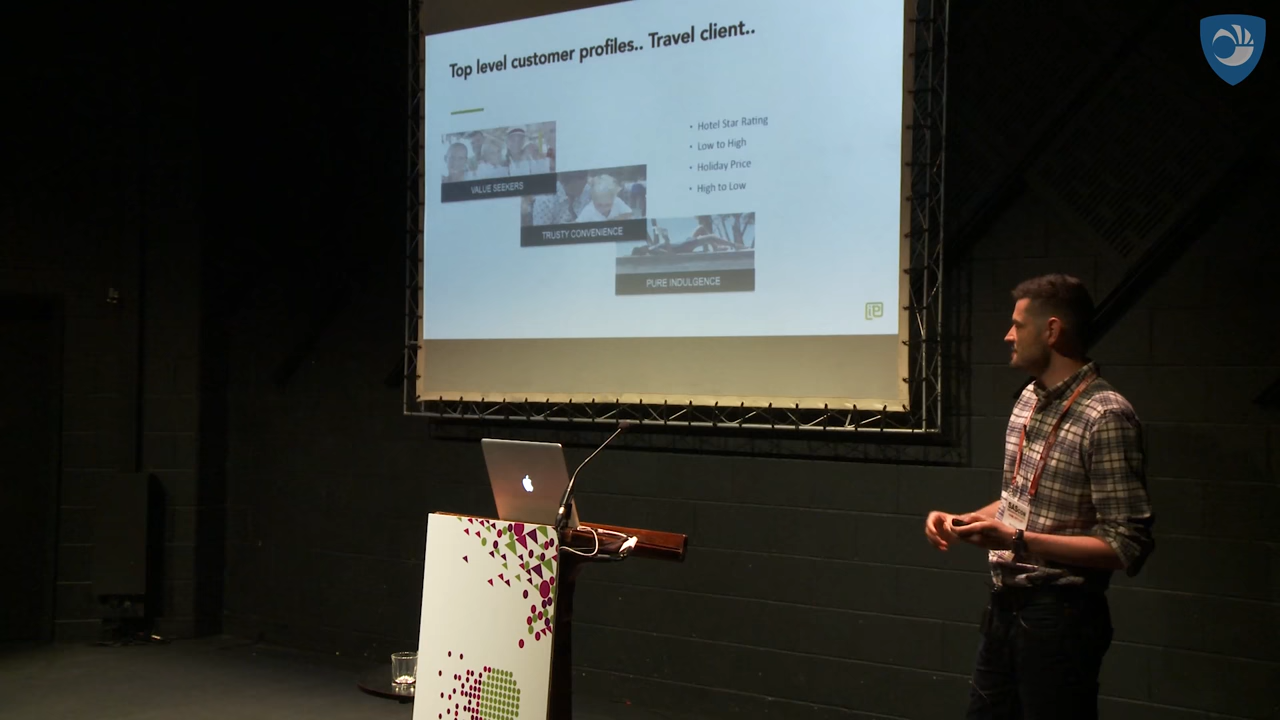 Top level customer profiles.. Travel client..
VALUE SEEKERS
TRUSTY CONVENIENCE
PURE INDULGENCE
• Hotel Star Rating
• Low to High
• Holiday Price
• High to Low
iP